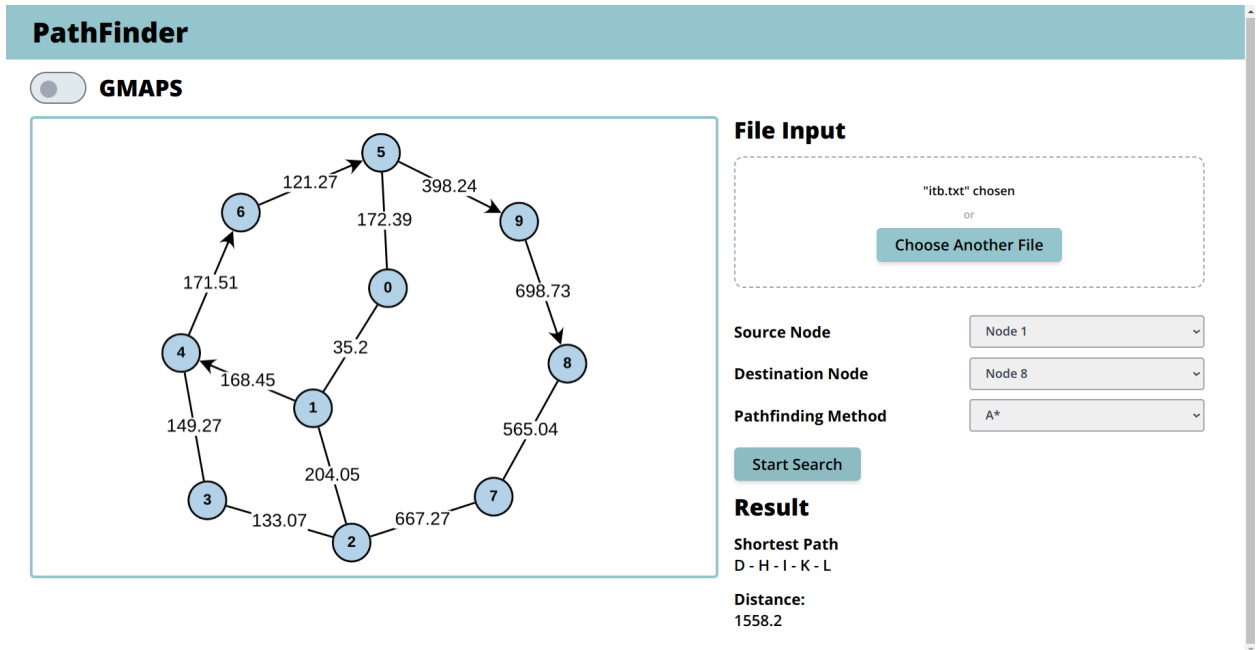 PathFinder
GMAPS
5
121.27
398.24
6
172.39
9
171.51
0
698.73
35.2
4
8
168.45
1
149.27
565.04
204.05
3
7
133.07
667.27
2
File Input
"itb.txt" chosen
or
Choose Another File
Source Node
Node 1
Destination Node
Node 8
Pathfinding Method
A*
Start Search
Result
Shortest Path
D - H - I - K - L
Distance:
1558.2